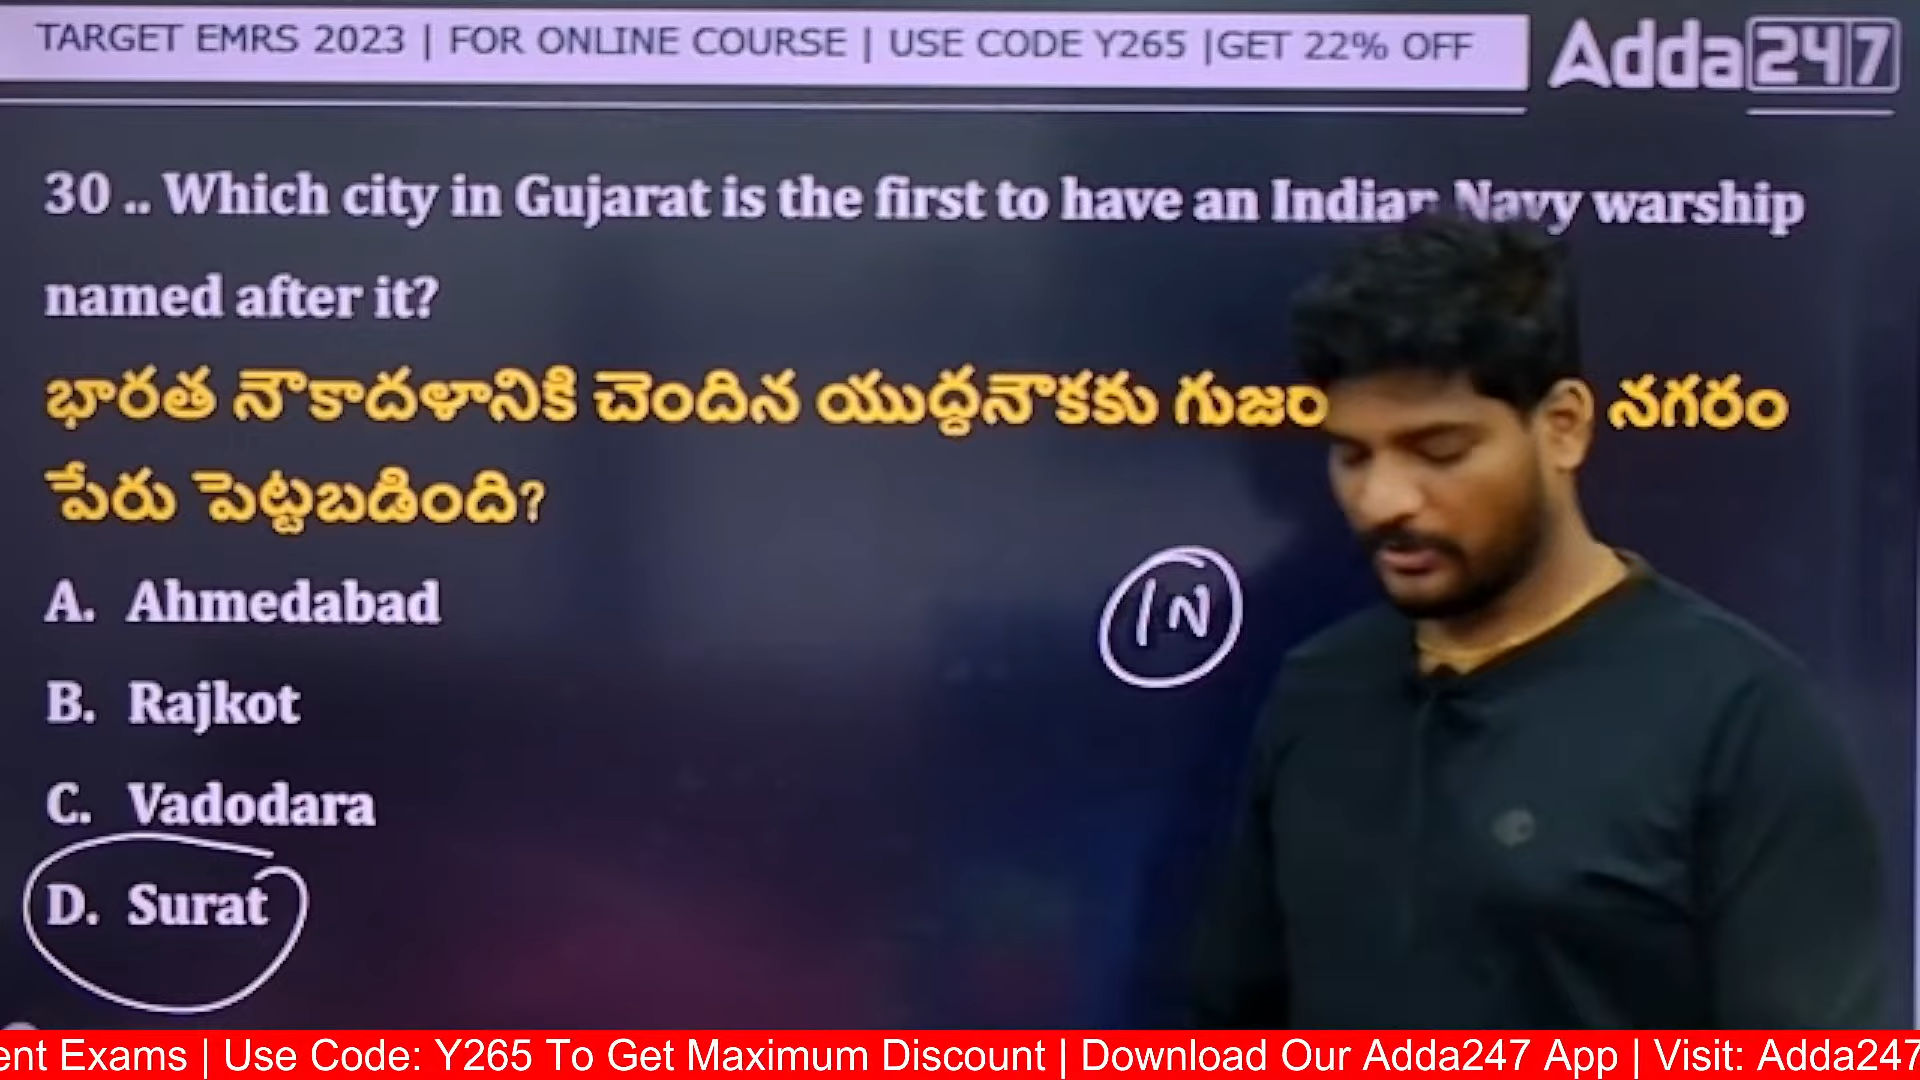 TARGET EMRS 2023 | FOR ONLINE COURSE | USE CODE Y265 |GET 22% OFF
Adda247
30 .. Which city in Gujarat is the first to have an Indian Navy warship
named after it?
భారత నౌకాదళానికి చెందిన యుద్ధనౌకకు నగరం
పేరు పెట్టబడింది?
A. Ahmedabad
IN
B. Rajkot
C. Vadodara
D. Surat
Exams | Use Code: Y265 To Get Maximum Discount | Download Our Adda247 App | Visit: Adda247